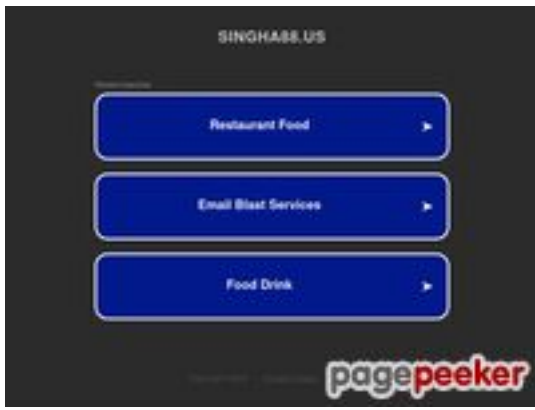 SINGHA88.US
Restaurant Food
Email Blast Services
Food Drink
pagepeeker